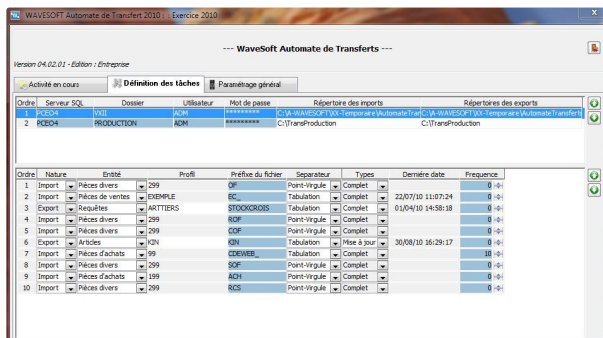 WAVESOFT Automate de Transfert 2010 : : Exercice 2010
--- WaveSoft Automate de Transferts ---
Version 04.02.01 - Edition : Entreprise
Activité en cours Définition des tâches Paramétrage général
Ordre Serveur SQL Dossier Utilisateur Mot de passe Répertoire des imports Répertoires des exports
1 PCEO4 VXII ADM ********* C:\A-WAVESOFT\XX-Temporaire\AutomateTran C:\A-WAVESOFT\XX-Temporaire\AutomateTransferts
2 PCEO4 PRODUCTION ADM ********* C:\TransProduction C:\TransProduction
Ordre Nature Entité Profil Préfixe du fichier Separateur Types Dernière date Frequence
1 Import Pièces divers 299 OF Point-Virgule Complet 0
2 Import Pièces de ventes EXEMPLE EC_ Tabulation Complet 22/07/10 11:07:24 0
3 Export Requêtes ARTTIERS STOCKCROIS Tabulation Complet 01/04/10 14:58:18 0
4 Import Pièces divers 299 ROF Point-Virgule Complet 0
5 Import Pièces divers 299 COF Point-Virgule Complet 0
6 Export Articles KIN KIN Tabulation Mise à jour 30/08/10 16:29:17 0
7 Import Pièces d'achats 99 CDEWEB_ Tabulation Complet 10
8 Import Pièces divers 299 SOF Point-Virgule Complet 0
9 Import Pièces d'achats 199 ACH Point-Virgule Complet 0
10 Import Pièces divers 299 RCS Point-Virgule Complet 0